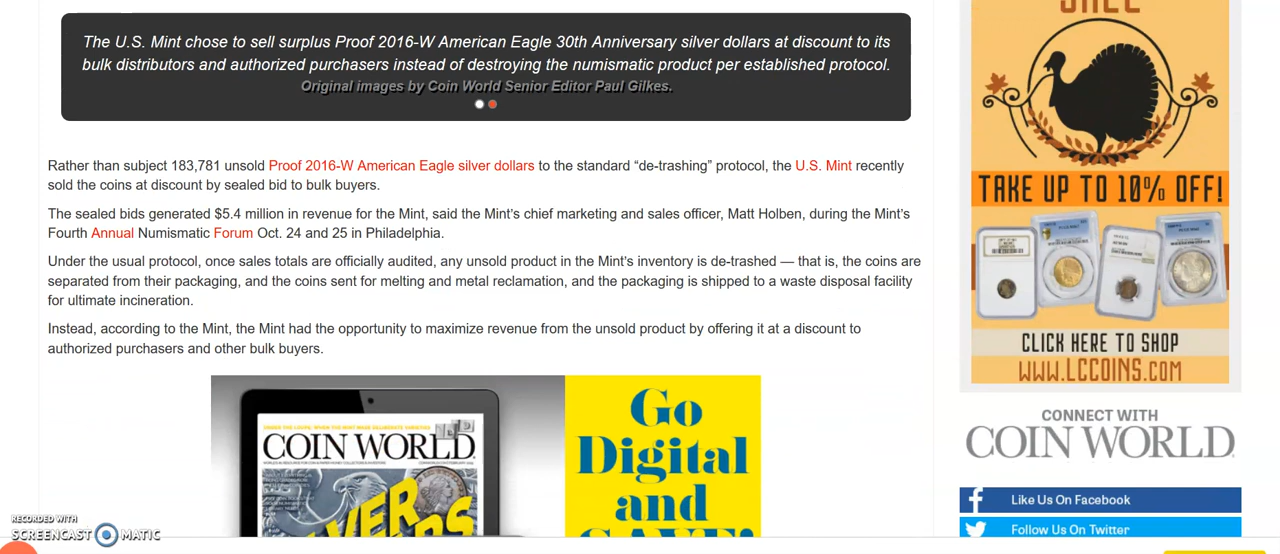 SALE
The U.S. Mint chose to sell surplus Proof 2016-W American Eagle 30th Anniversary silver dollars at discount to its
bulk distributors and authorized purchasers instead of destroying the numismatic product per established protocol.
Original images by Coin World Senior Editor Paul Gilkes.
Rather than subject 183,781 unsold Proof 2016-W American Eagle silver dollars to the standard “de-trashing” protocol, the U.S. Mint recently
sold the coins at discount by sealed bid to bulk buyers.
The sealed bids generated $5.4 million in revenue for the Mint, said the Mint’s chief marketing and sales officer, Matt Holben, during the Mint’s
Fourth Annual Numismatic Forum Oct. 24 and 25 in Philadelphia.
Under the usual protocol, once sales totals are officially audited, any unsold product in the Mint’s inventory is de-trashed — that is, the coins are
separated from their packaging, and the coins sent for melting and metal reclamation, and the packaging is shipped to a waste disposal facility
for ultimate incineration.
Instead, according to the Mint, the Mint had the opportunity to maximize revenue from the unsold product by offering it at a discount to
authorized purchasers and other bulk buyers.
COIN WORLD
Go
Digital
and
SAVE!
TAKE UP TO 10% OFF!
CLICK HERE TO SHOP
WWW.LCCOINS.COM
CONNECT WITH
COIN WORLD
Like Us On Facebook
Follow Us On Twitter
RECORDED WITH
SCREENCAST MATIC